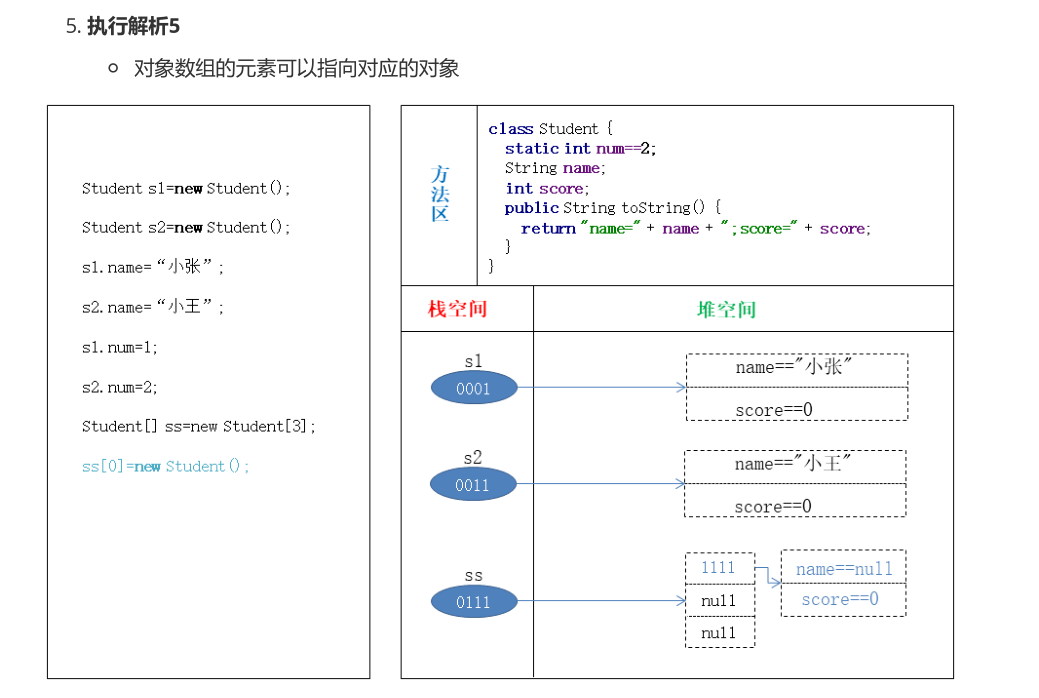 5. 执行解析5
对象数组的元素可以指向对应的对象
Student s1=new Student();
Student s2=new Student();
s1.name=“小张”;
s2.name=“小王”;
s1.num=1;
s2.num=2;
Student[] ss=new Student[3];
ss[0]=new Student();
方法区
class Student {
static int num==2;
String name;
int score;
public String toString() {
return "name=" + name + ";score=" + score;
}
}
栈空间
堆空间
s1
0001
name=="小张"
score==0
s2
0011
name=="小王"
score==0
ss
0111
1111
null
null
name==null
score==0